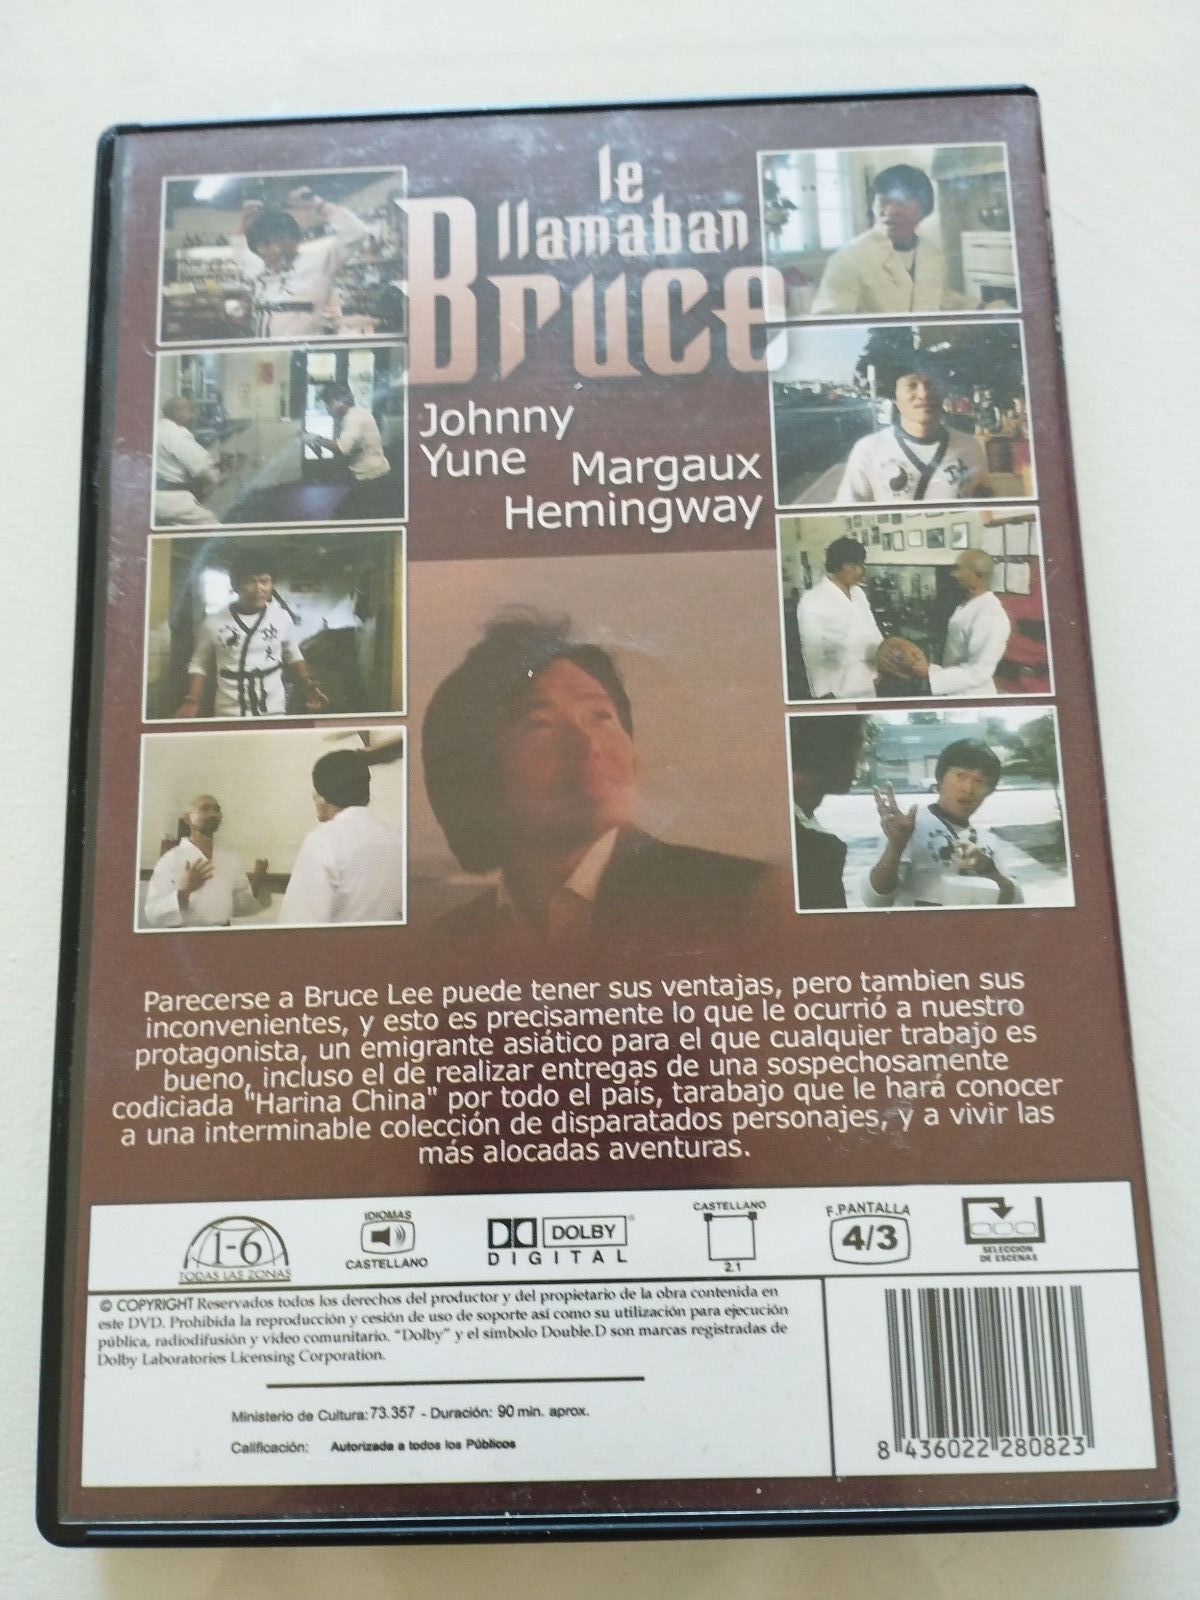 le
llamaban
Bruce
Johnny
Yune Margaux
Hemingway
Parecerse a Bruce Lee puede tener sus ventajas, pero tambien sus
inconvenientes, y esto es precisamente lo que le ocurrió a nuestro
protagonista, un emigrante asiático para el que cualquier trabajo es
bueno, incluso el de realizar entregas de una sospechosamente
codiciada "Harina China" por todo el país, tarabajo que le hará conocer
a una interminable colección de disparatados personajes, y a vivir las
más alocadas aventuras.
1-6
TODAS LAS ZONAS
IDIOMAS
CASTELLANO
DOLBY
DIGITAL
CASTELLANO
2.1
F.PANTALLA
4/3
SELECCION
DE ESCENAS
© COPYRIGHT Reservados todos los derechos del productor y del propietario de la obra contenida en
este DVD. Prohibida la reproducción y cesión de uso de soporte así como su utilización para ejecución
pública, radiodifusión y video comunitario. "Dolby" y el símbolo Double.D son marcas registradas de
Dolby Laboratories Licensing Corporation.
Ministerio de Cultura: 73.357 - Duración: 90 min. aprox.
Calificación: Autorizada a todos los Públicos
8 436022 280823